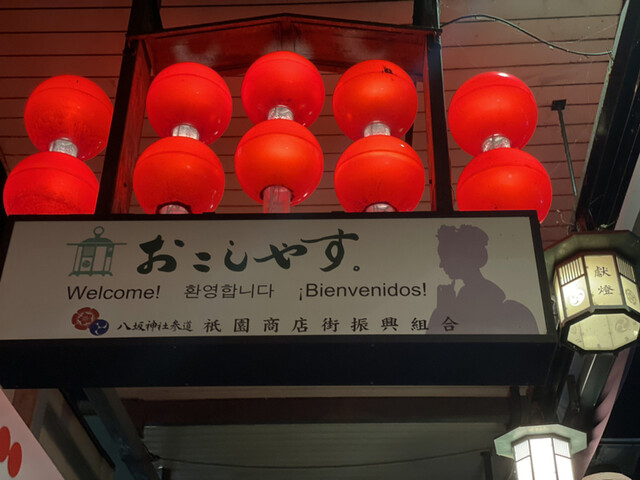 おこしやす。
Welcome! 환영합니다 ¡Bienvenidos!
八坂神社参道 祇園商店街振興組合
献燈